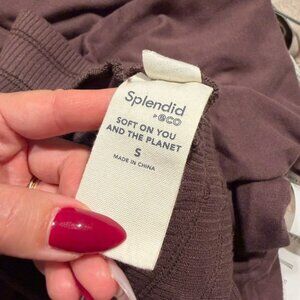 Splendid
eco
SOFT ON YOU
AND THE PLANET
S
MADE IN CHINA